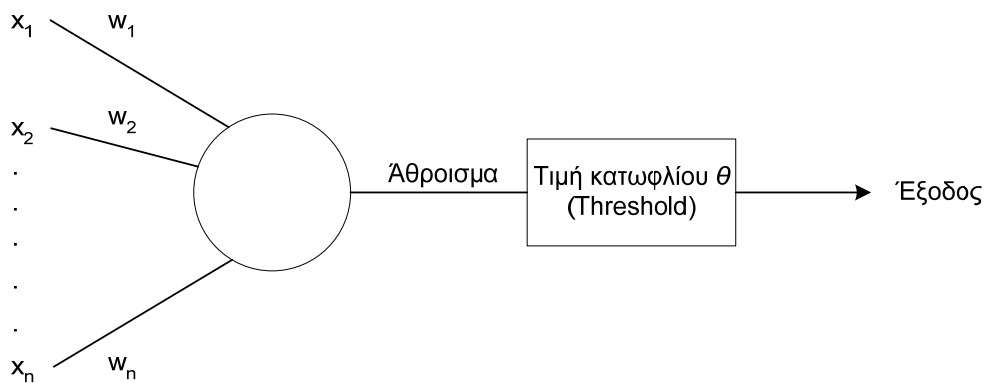 x1 w1
x2 w2
.
.
.
.
.
xn wn
Άθροισμα
Τιμή κατωφλίου θ
(Threshold)
Έξοδος